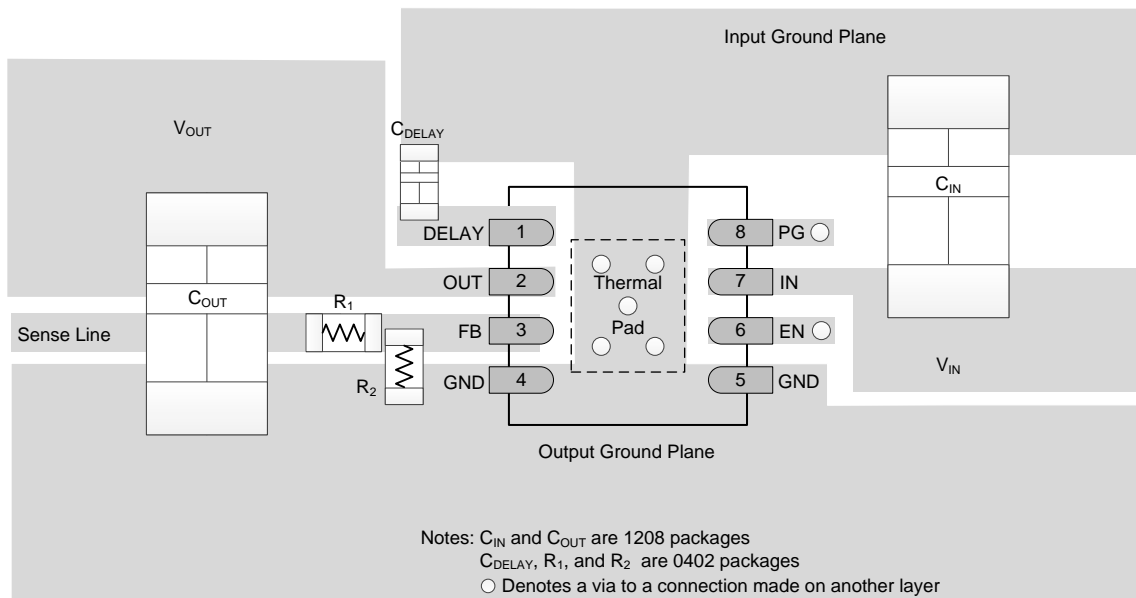 Input Ground Plane
VOUT
CDELAY
CIN
DELAY 1
8 PG
OUT 2
7 IN
Thermal
Pad
COUT
R1
Sense Line
FB 3
6 EN
R2
GND 4
5 GND
VIN
Output Ground Plane
Notes: CIN and COUT are 1208 packages
CDELAY, R1, and R2 are 0402 packages
Denotes a via to a connection made on another layer